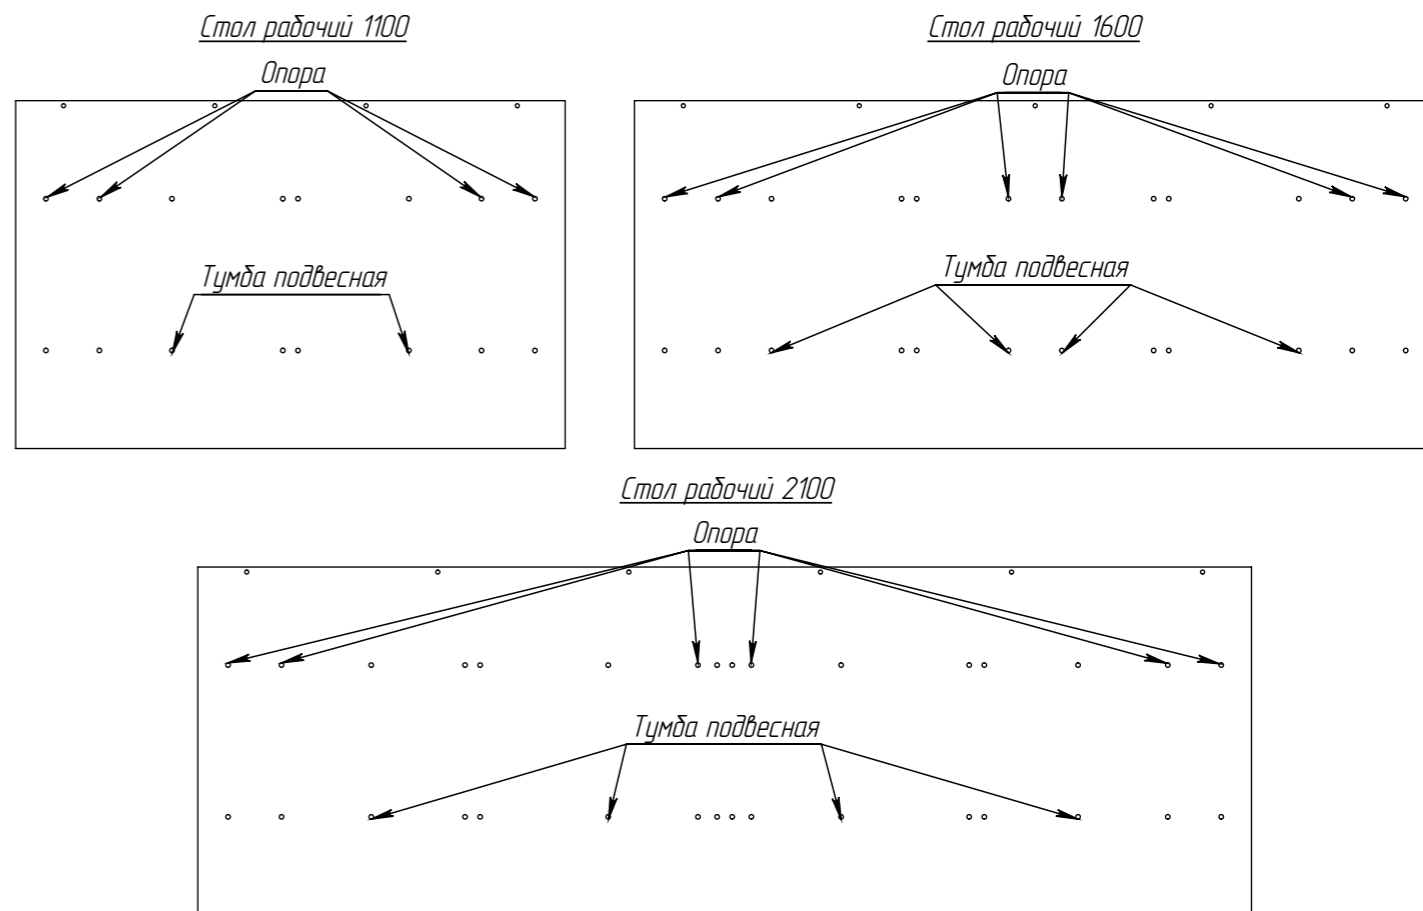 Стол рабочий 1100
Опора
Тумба подвесная
Стол рабочий 1600
Опора
Тумба подвесная
Стол рабочий 2100
Опора
Тумба подвесная